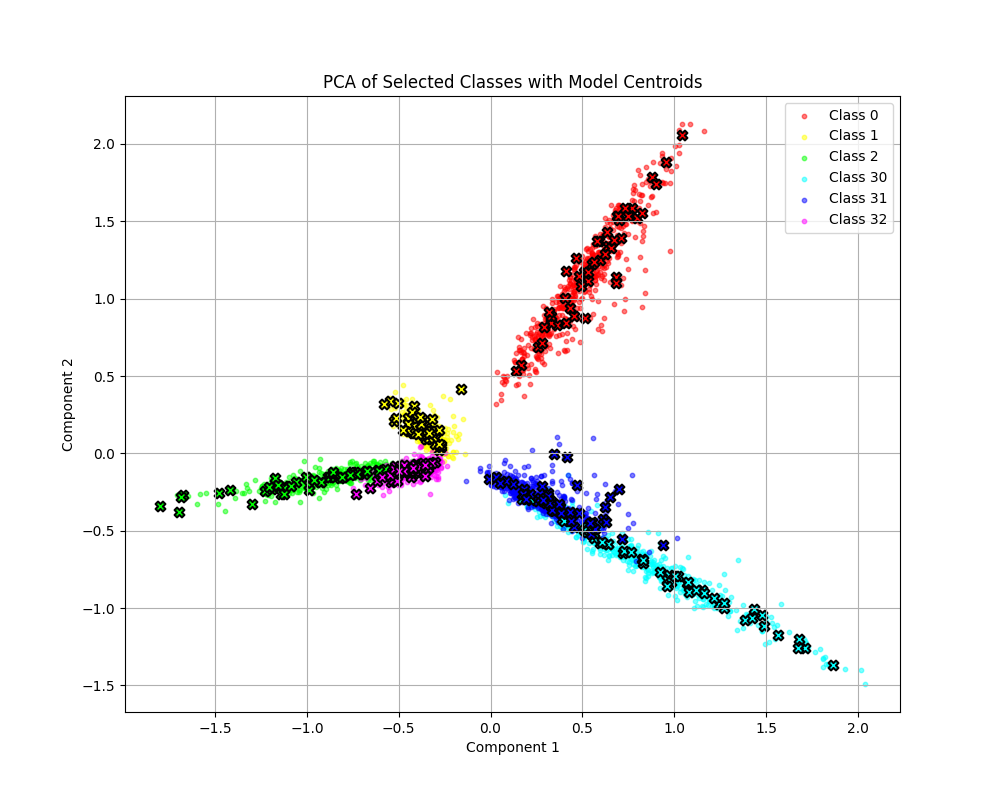 PCA of Selected Classes with Model Centroids
Class 0
Class 1
Class 2
Class 30
Class 31
Class 32
2.0
1.5
1.0
0.5
0.0
−0.5
−1.0
−1.5
Component 2
−1.5
−1.0
−0.5
0.0
0.5
1.0
1.5
2.0
Component 1